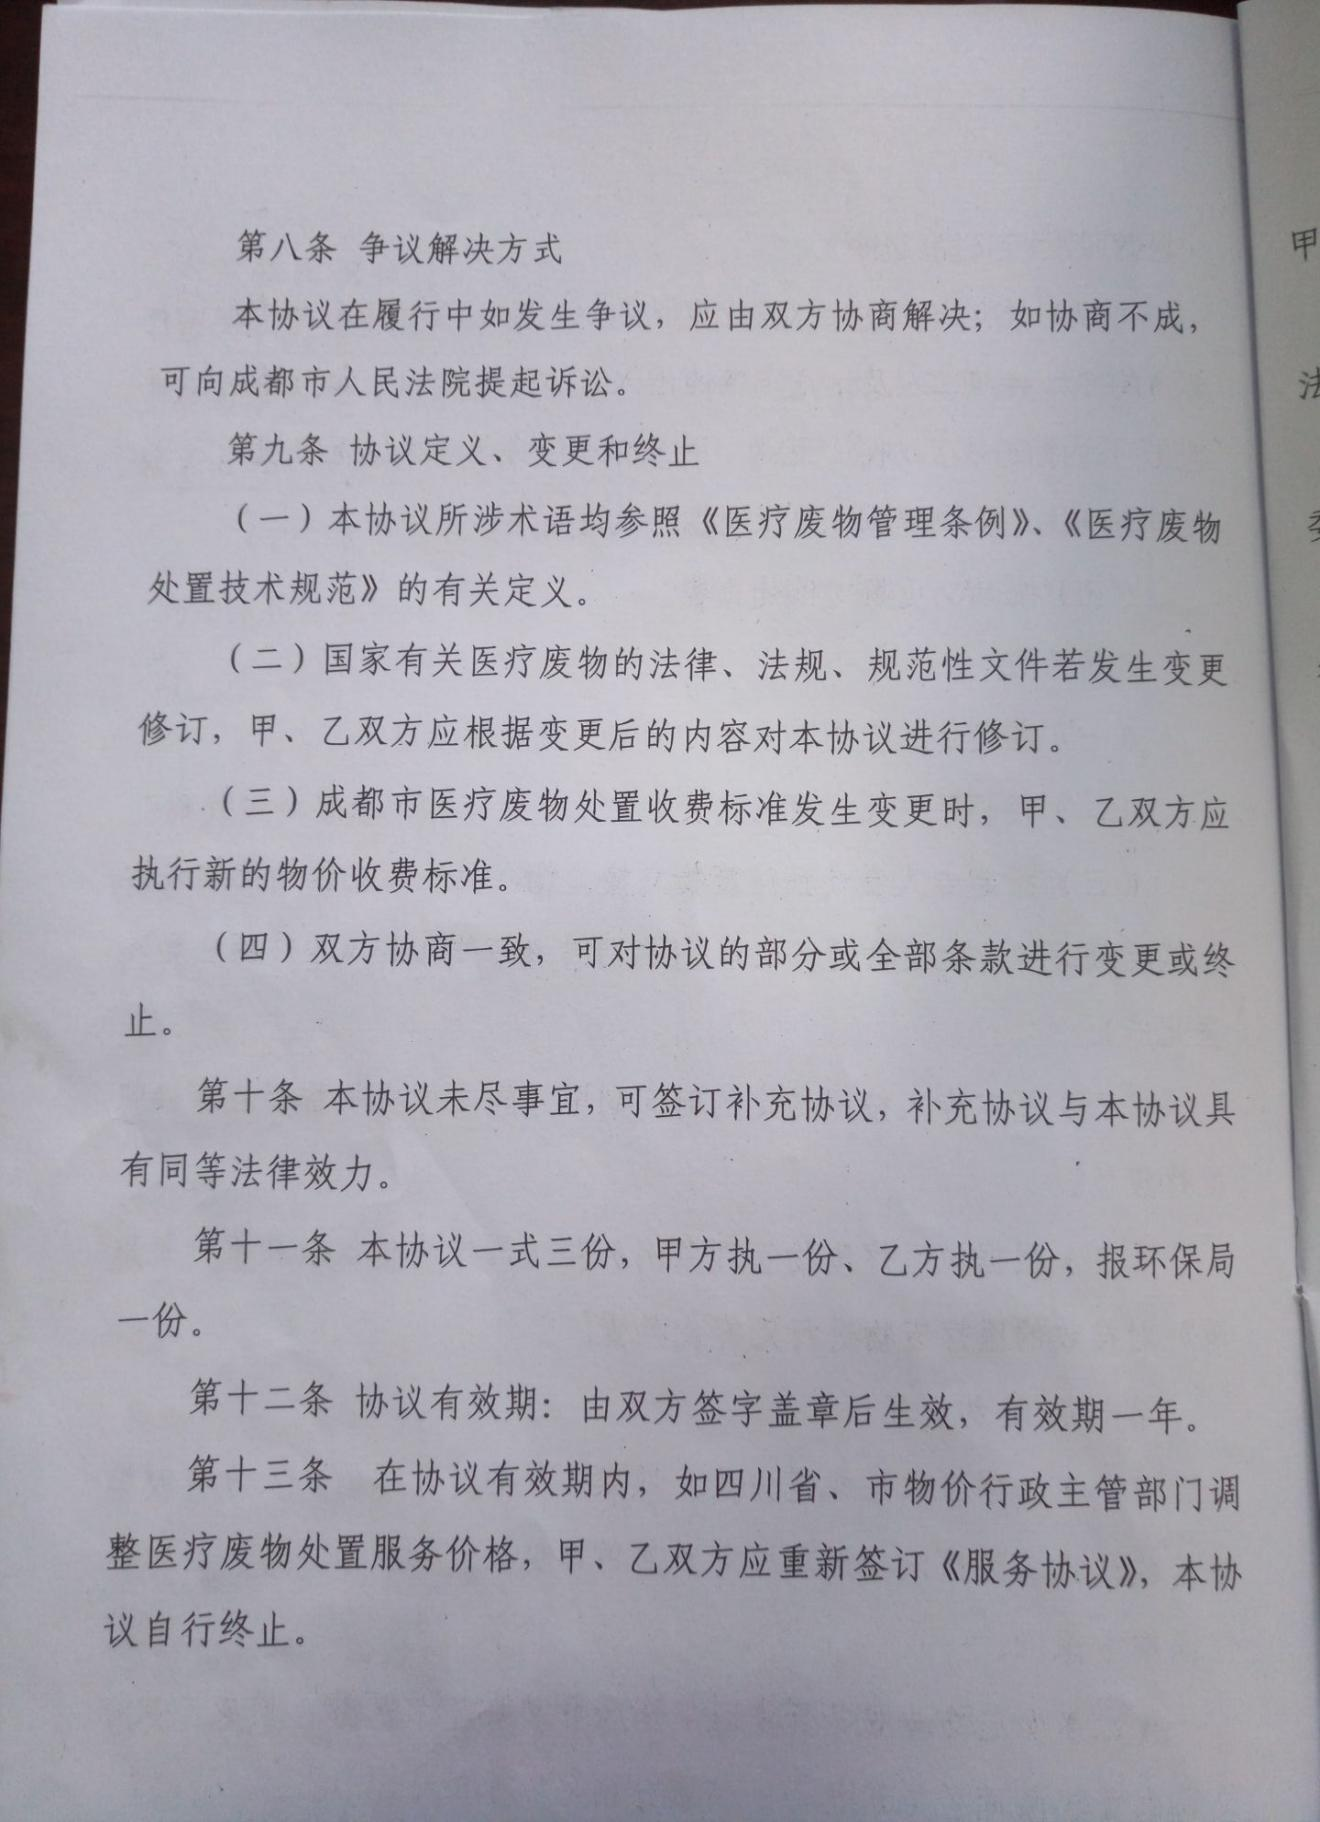 第八条 争议解决方式
本协议在履行中如发生争议，应由双方协商解决；如协商不成，
可向成都市人民法院提起诉讼。
第九条 协议定义、变更和终止
（一）本协议所涉术语均参照《医疗废物管理条例》、《医疗废物
处置技术规范》的有关定义。
（二）国家有关医疗废物的法律、法规、规范性文件若发生变更
修订，甲、乙双方应根据变更后的内容对本协议进行修订。
（三）成都市医疗废物处置收费标准发生变更时，甲、乙双方应
执行新的物价收费标准。
（四）双方协商一致，可对协议的部分或全部条款进行变更或终
止。
第十条 本协议未尽事宜，可签订补充协议，补充协议与本协议具
有同等法律效力。
第十一条 本协议一式三份，甲方执一份、乙方执一份，报环保局
一份。
第十二条 协议有效期：由双方签字盖章后生效，有效期一年。
第十三条 在协议有效期内，如四川省、市物价行政主管部门调
整医疗废物处置服务价格，甲、乙双方应重新签订《服务协议》，本协
议自行终止。
甲